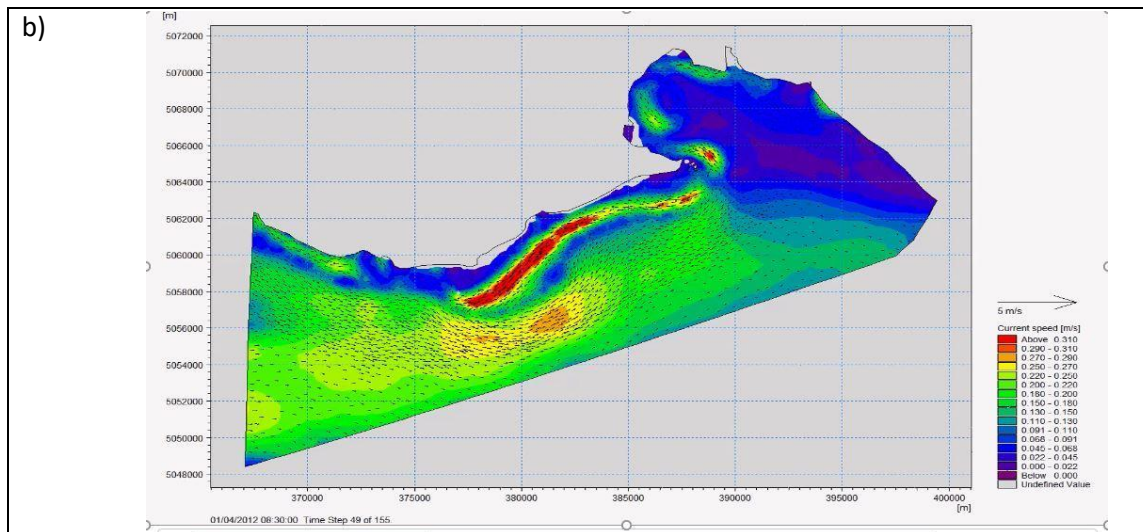 b)
[m]
5072000
5070000
5068000
5066000
5064000
5062000
5060000
5058000
5056000
5054000
5052000
5050000
5048000
370000 375000 380000 385000 390000 395000 400000
[m]
01/04/2012 08:30:00 Time Step 49 of 155.
5 m/s
Current speed [m/s]
Above 0.310
0.290 - 0.310
0.270 - 0.290
0.250 - 0.270
0.220 - 0.250
0.200 - 0.220
0.180 - 0.200
0.150 - 0.180
0.130 - 0.150
0.110 - 0.130
0.091 - 0.110
0.068 - 0.091
0.045 - 0.068
0.022 - 0.045
0.000 - 0.022
Below 0.000
Undefined Value